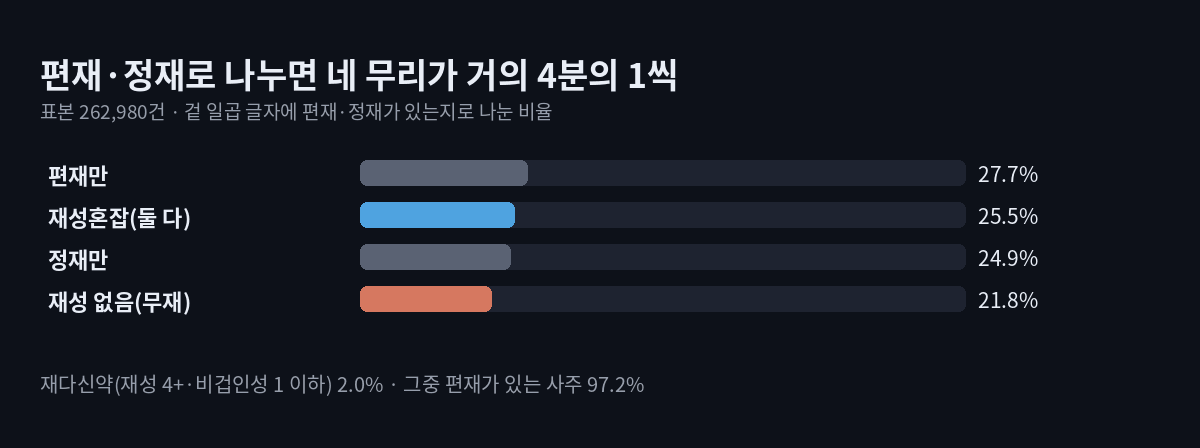 편재·정재로 나누면 네 무리가 거의 4분의 1씩
표본 262,980건 · 겉 일곱 글자에 편재·정재가 있는지로 나눈 비율
편재만 27.7%
재성혼잡(둘 다) 25.5%
정재만 24.9%
재성 없음(무재) 21.8%
재다신약(재성 4+·비겁인성 1 이하) 2.0% · 그중 편재가 있는 사주 97.2%